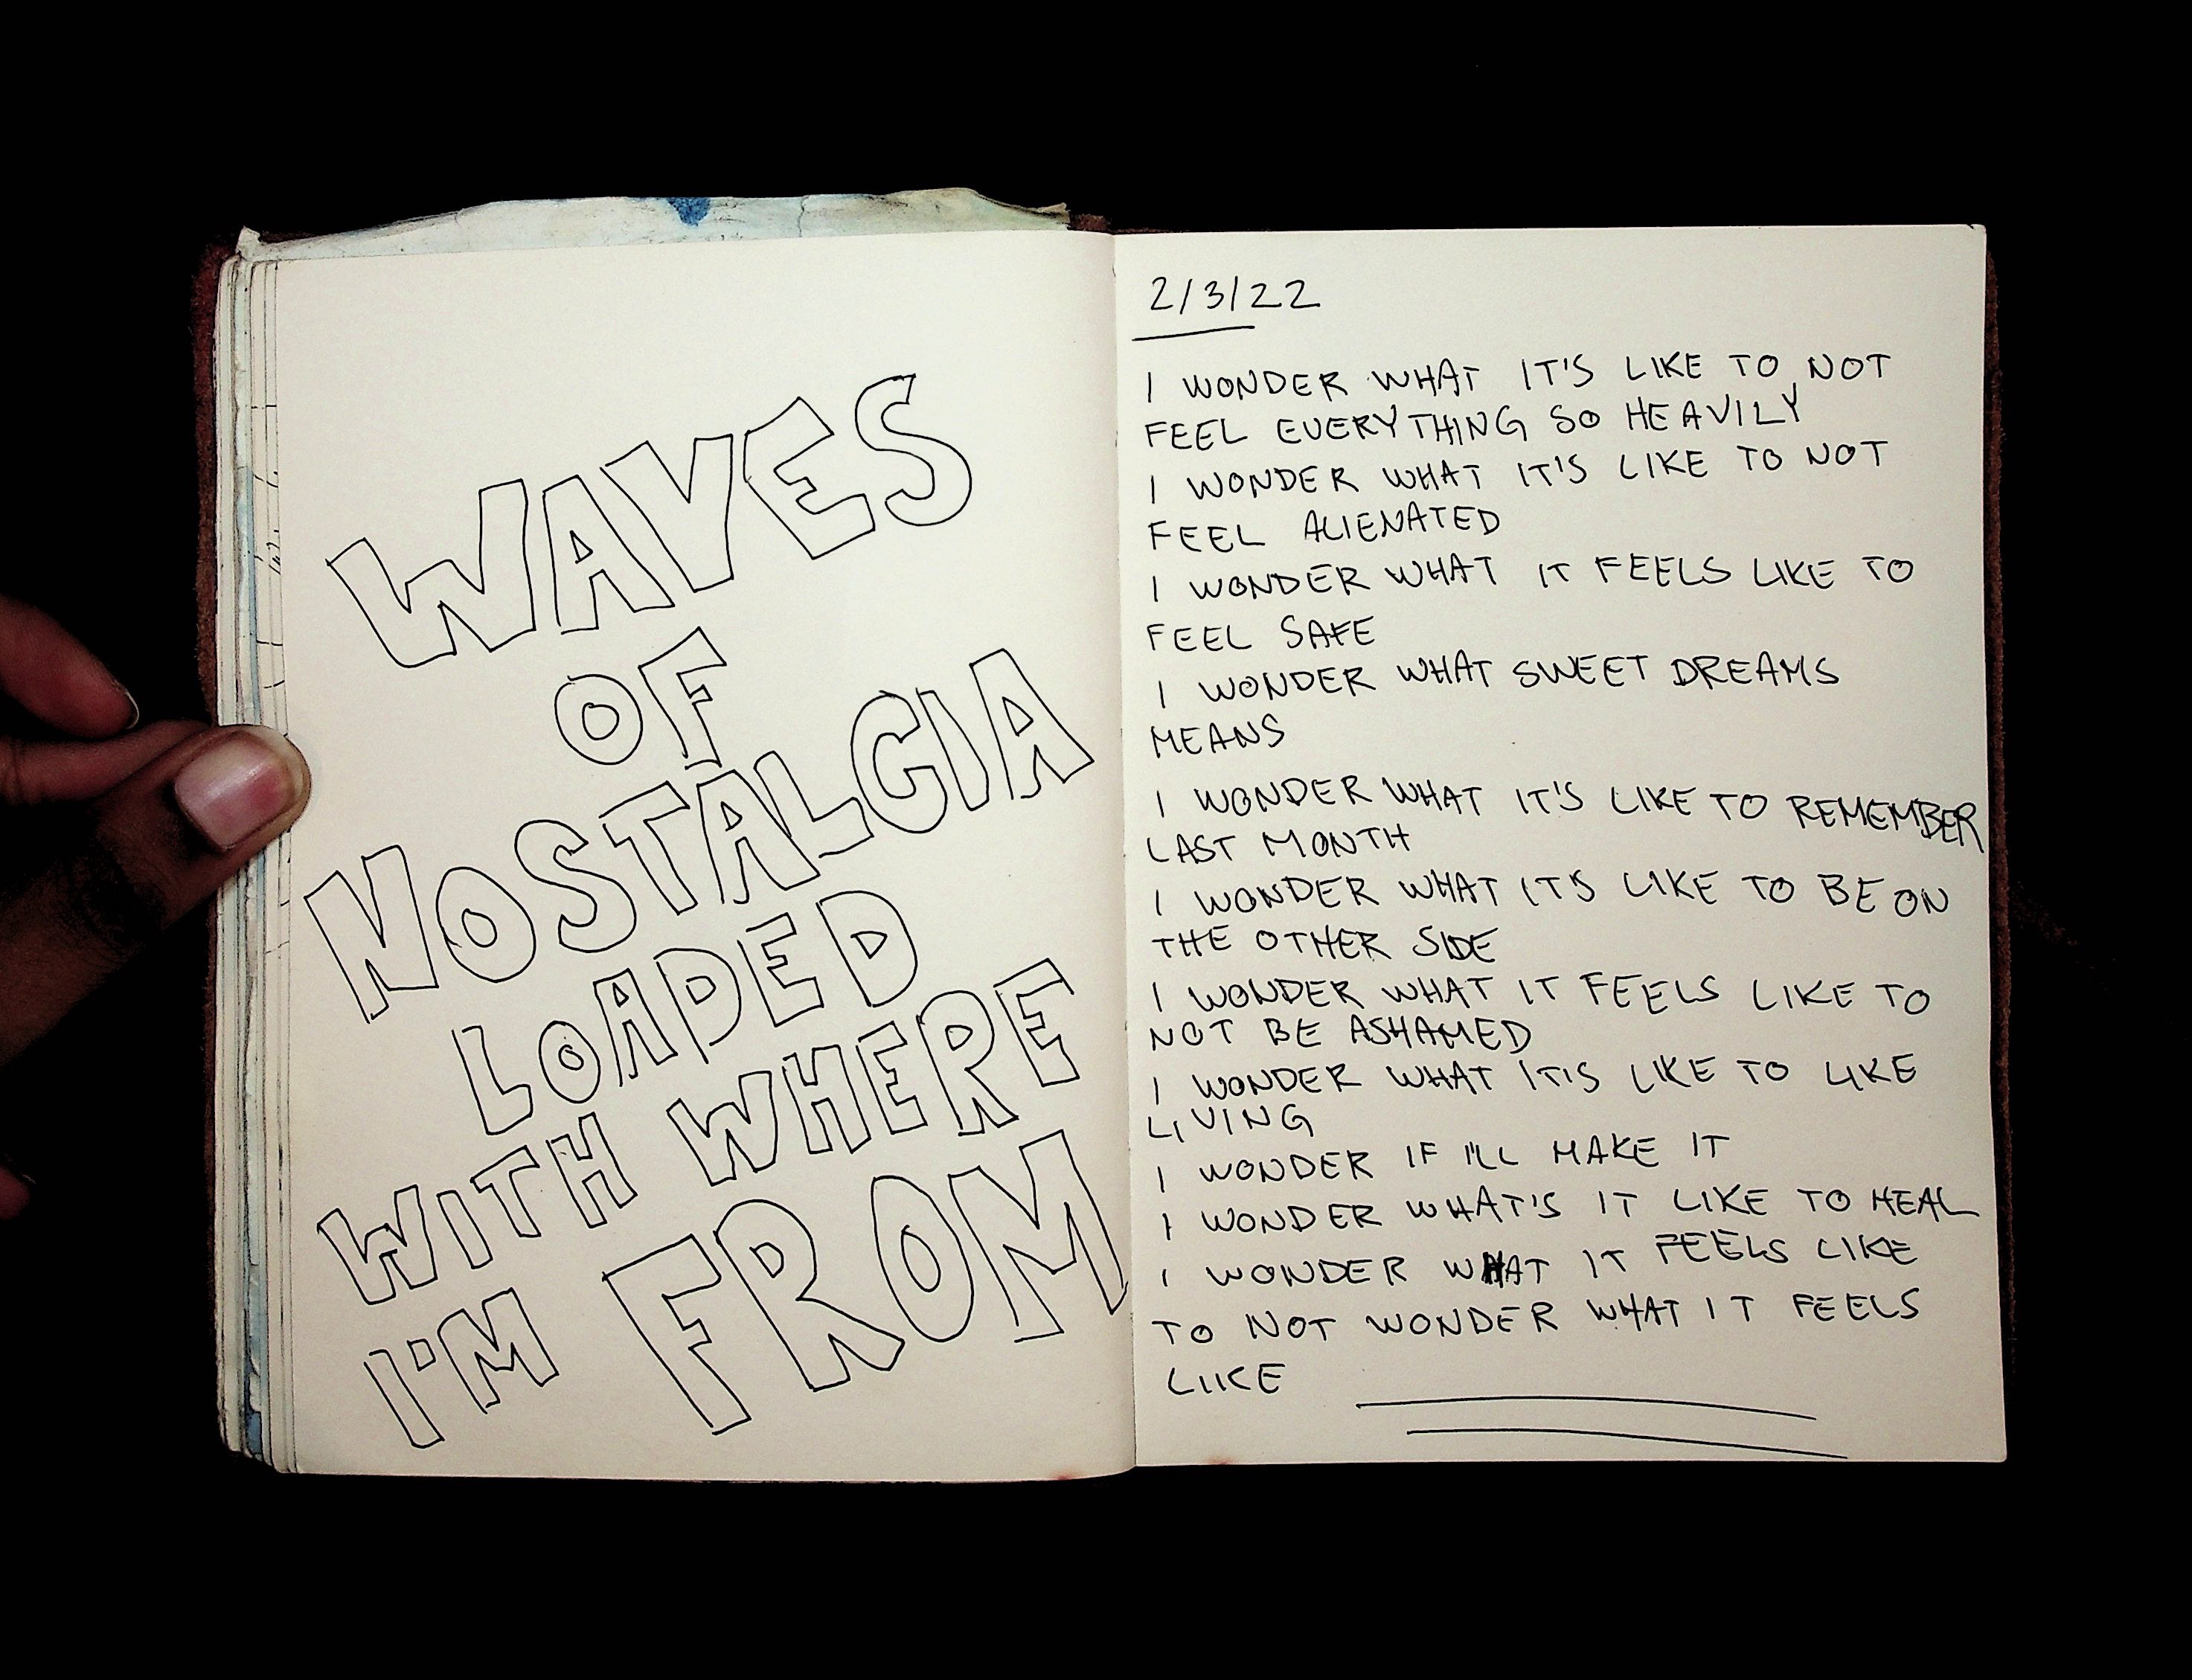 WAVES
OF
NOSTALGIA
LOADED
WITH WHERE
I'M FROM
2/3/22
I WONDER WHAT IT'S LIKE TO NOT
FEEL EVERYTHING SO HEAVILY
I WONDER WHAT IT'S LIKE TO NOT
FEEL ALIENATED
I WONDER WHAT IT FEELS LIKE TO
FEEL SAFE
I WONDER WHAT SWEET DREAMS
MEANS
I WONDER WHAT IT'S LIKE TO REMEMBER
LAST MONTH
I WONDER WHAT IT'S LIKE TO BE ON
THE OTHER SIDE
I WONDER WHAT IT FEELS LIKE TO
NOT BE ASHAMED
I WONDER WHAT IT'S LIKE TO LIKE
LIVING
I WONDER IF I'LL MAKE IT
I WONDER WHAT'S IT LIKE TO HEAL
I WONDER WHAT IT FEELS LIKE
TO NOT WONDER WHAT IT FEELS
LIKE